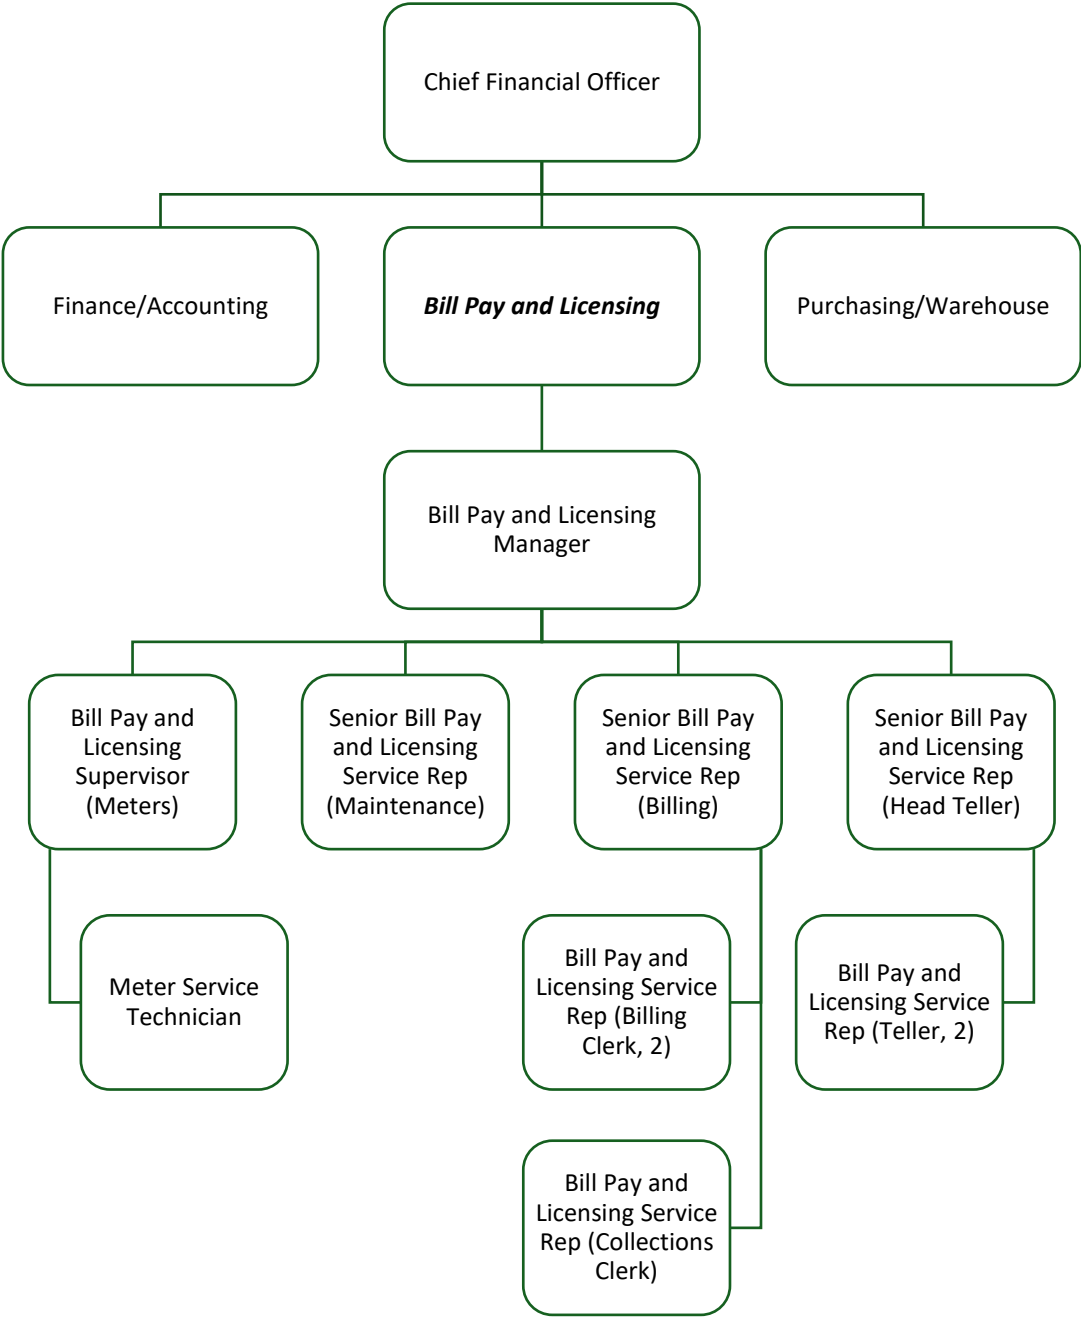 Chief Financial Officer
Finance/Accounting
Bill Pay and Licensing
Purchasing/Warehouse
Bill Pay and Licensing
Manager
Bill Pay and
Licensing
Supervisor
(Meters)
Senior Bill Pay
and Licensing
Service Rep
(Maintenance)
Senior Bill Pay
and Licensing
Service Rep
(Billing)
Senior Bill Pay
and Licensing
Service Rep
(Head Teller)
Meter Service
Technician
Bill Pay and
Licensing Service
Rep (Billing
Clerk, 2)
Bill Pay and
Licensing Service
Rep (Teller, 2)
Bill Pay and
Licensing Service
Rep (Collections
Clerk)